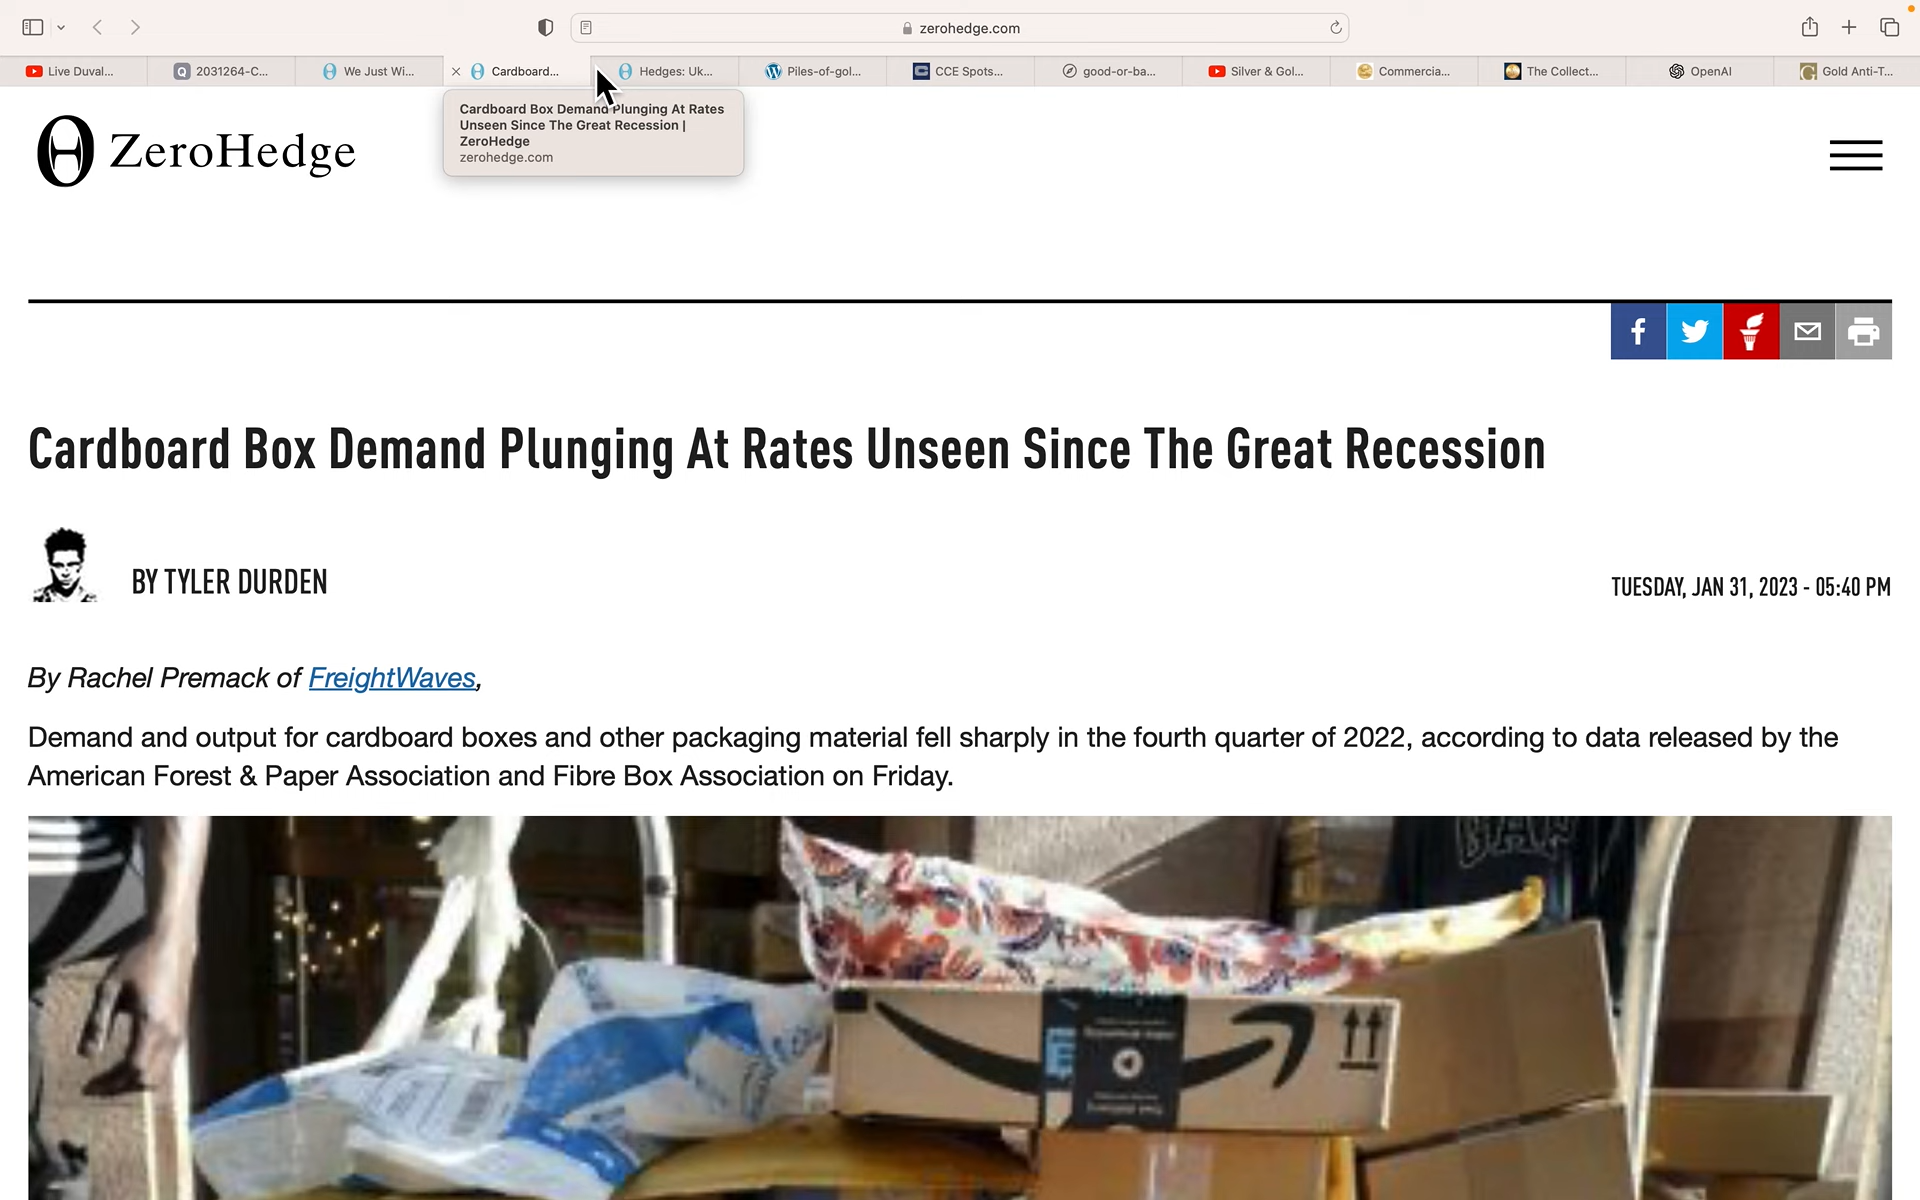 zerohedge.com
Live Duval...
2031264-C...
We Just Wi...
Cardboard...
Hedges: Uk...
Piles-of-gol...
CCE Spots...
good-or-ba...
Silver & Gol...
Commercia...
The Collect...
OpenAI
Gold Anti-T...
Cardboard Box Demand Plunging At Rates
Unseen Since The Great Recession |
ZeroHedge
zerohedge.com
ZeroHedge
Cardboard Box Demand Plunging At Rates Unseen Since The Great Recession
BY TYLER DURDEN
TUESDAY, JAN 31, 2023 - 05:40 PM
By Rachel Premack of FreightWaves,
Demand and output for cardboard boxes and other packaging material fell sharply in the fourth quarter of 2022, according to data released by the
American Forest & Paper Association and Fibre Box Association on Friday.